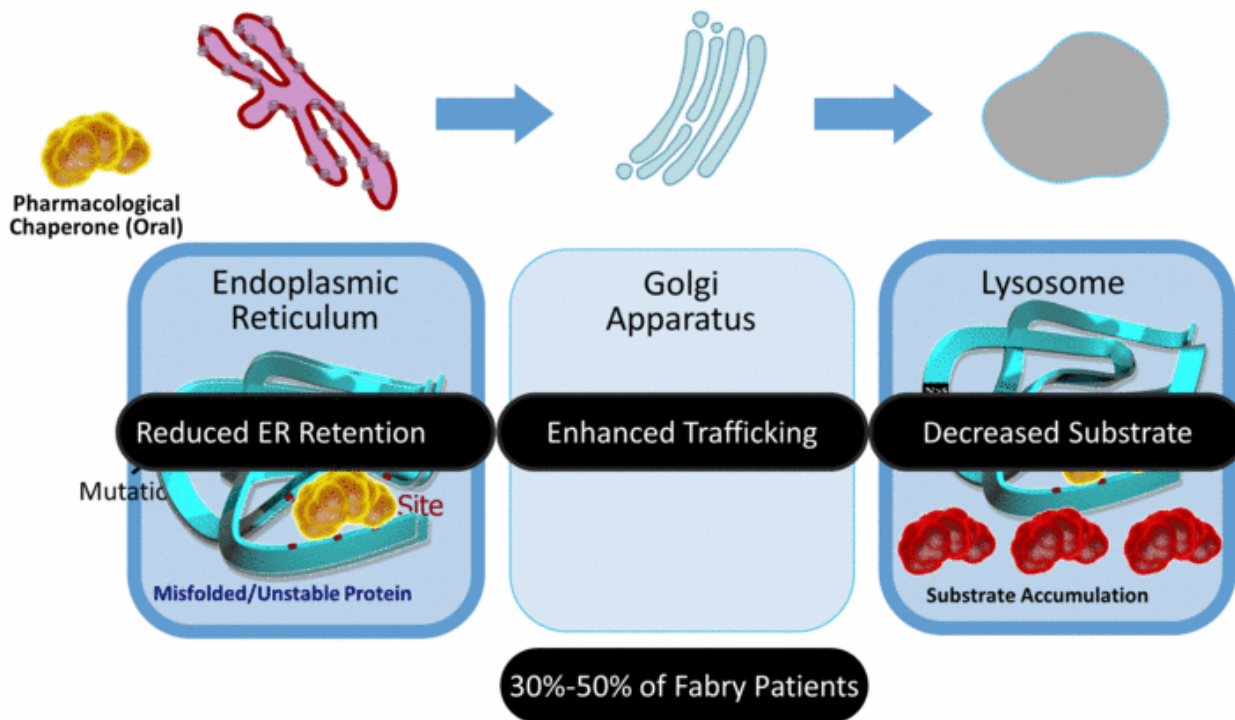 Pharmacological
Chaperone (Oral)
Endoplasmic
Reticulum
Golgi
Apparatus
Lysosome
Reduced ER Retention
Enhanced Trafficking
Decreased Substrate
Mutatic
Site
Misfolded/Unstable Protein
Substrate Accumulation
30%-50% of Fabry Patients